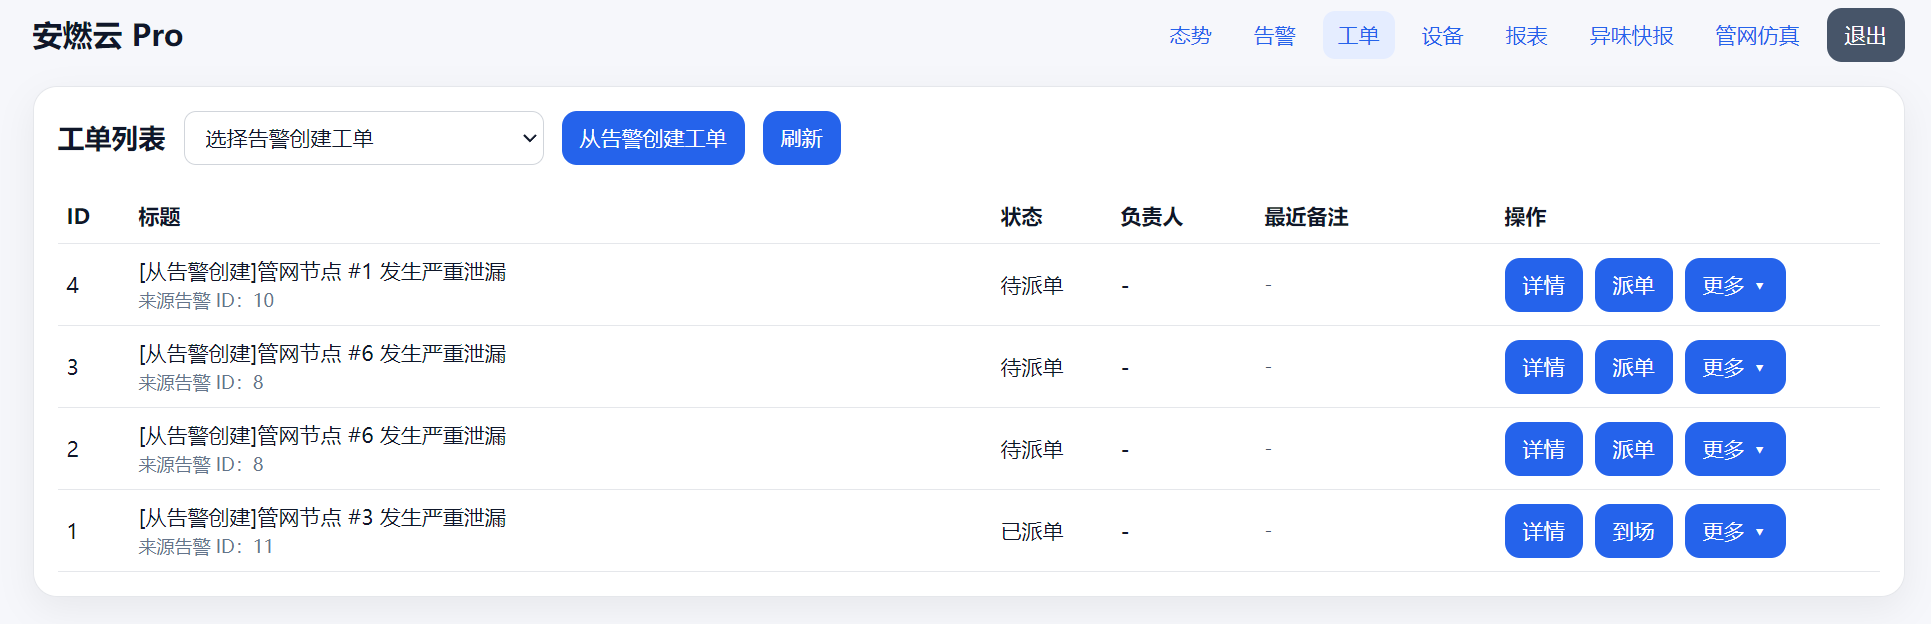 安燃云 Pro
态势 告警 工单 设备 报表 异味快报 管网仿真 退出
工单列表 选择告警创建工单 从告警创建工单 刷新
ID 标题 状态 负责人 最近备注 操作
4 [从告警创建]管网节点 #1 发生严重泄漏 待派单 - - 详情 派单 更多 ▼
来源告警 ID：10
3 [从告警创建]管网节点 #6 发生严重泄漏 待派单 - - 详情 派单 更多 ▼
来源告警 ID：8
2 [从告警创建]管网节点 #6 发生严重泄漏 待派单 - - 详情 派单 更多 ▼
来源告警 ID：8
1 [从告警创建]管网节点 #3 发生严重泄漏 已派单 - - 详情 到场 更多 ▼
来源告警 ID：11